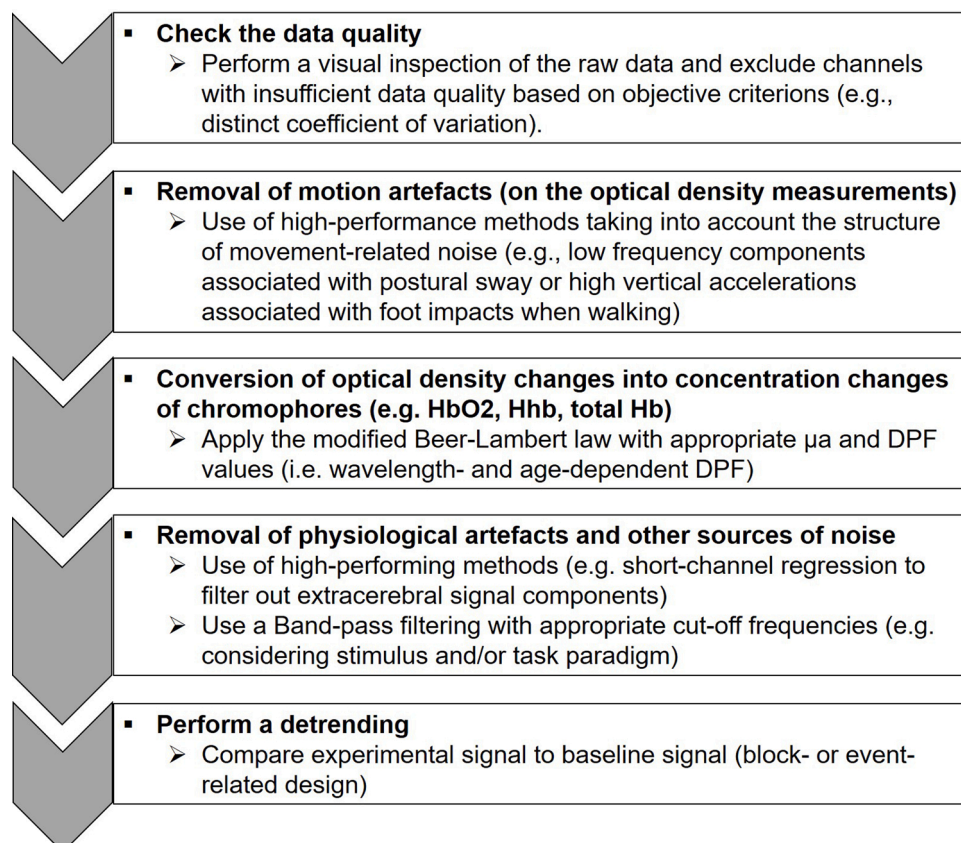 ▪ Check the data quality
➢ Perform a visual inspection of the raw data and exclude channels
with insufficient data quality based on objective criterions (e.g.,
distinct coefficient of variation).
▪ Removal of motion artefacts (on the optical density measurements)
➢ Use of high-performance methods taking into account the structure
of movement-related noise (e.g., low frequency components
associated with postural sway or high vertical accelerations
associated with foot impacts when walking)
▪ Conversion of optical density changes into concentration changes
of chromophores (e.g. HbO2, Hhb, total Hb)
➢ Apply the modified Beer-Lambert law with appropriate µa and DPF
values (i.e. wavelength- and age-dependent DPF)
▪ Removal of physiological artefacts and other sources of noise
➢ Use of high-performing methods (e.g. short-channel regression to
filter out extracerebral signal components)
➢ Use a Band-pass filtering with appropriate cut-off frequencies (e.g.
considering stimulus and/or task paradigm)
▪ Perform a detrending
➢ Compare experimental signal to baseline signal (block- or event-
related design)